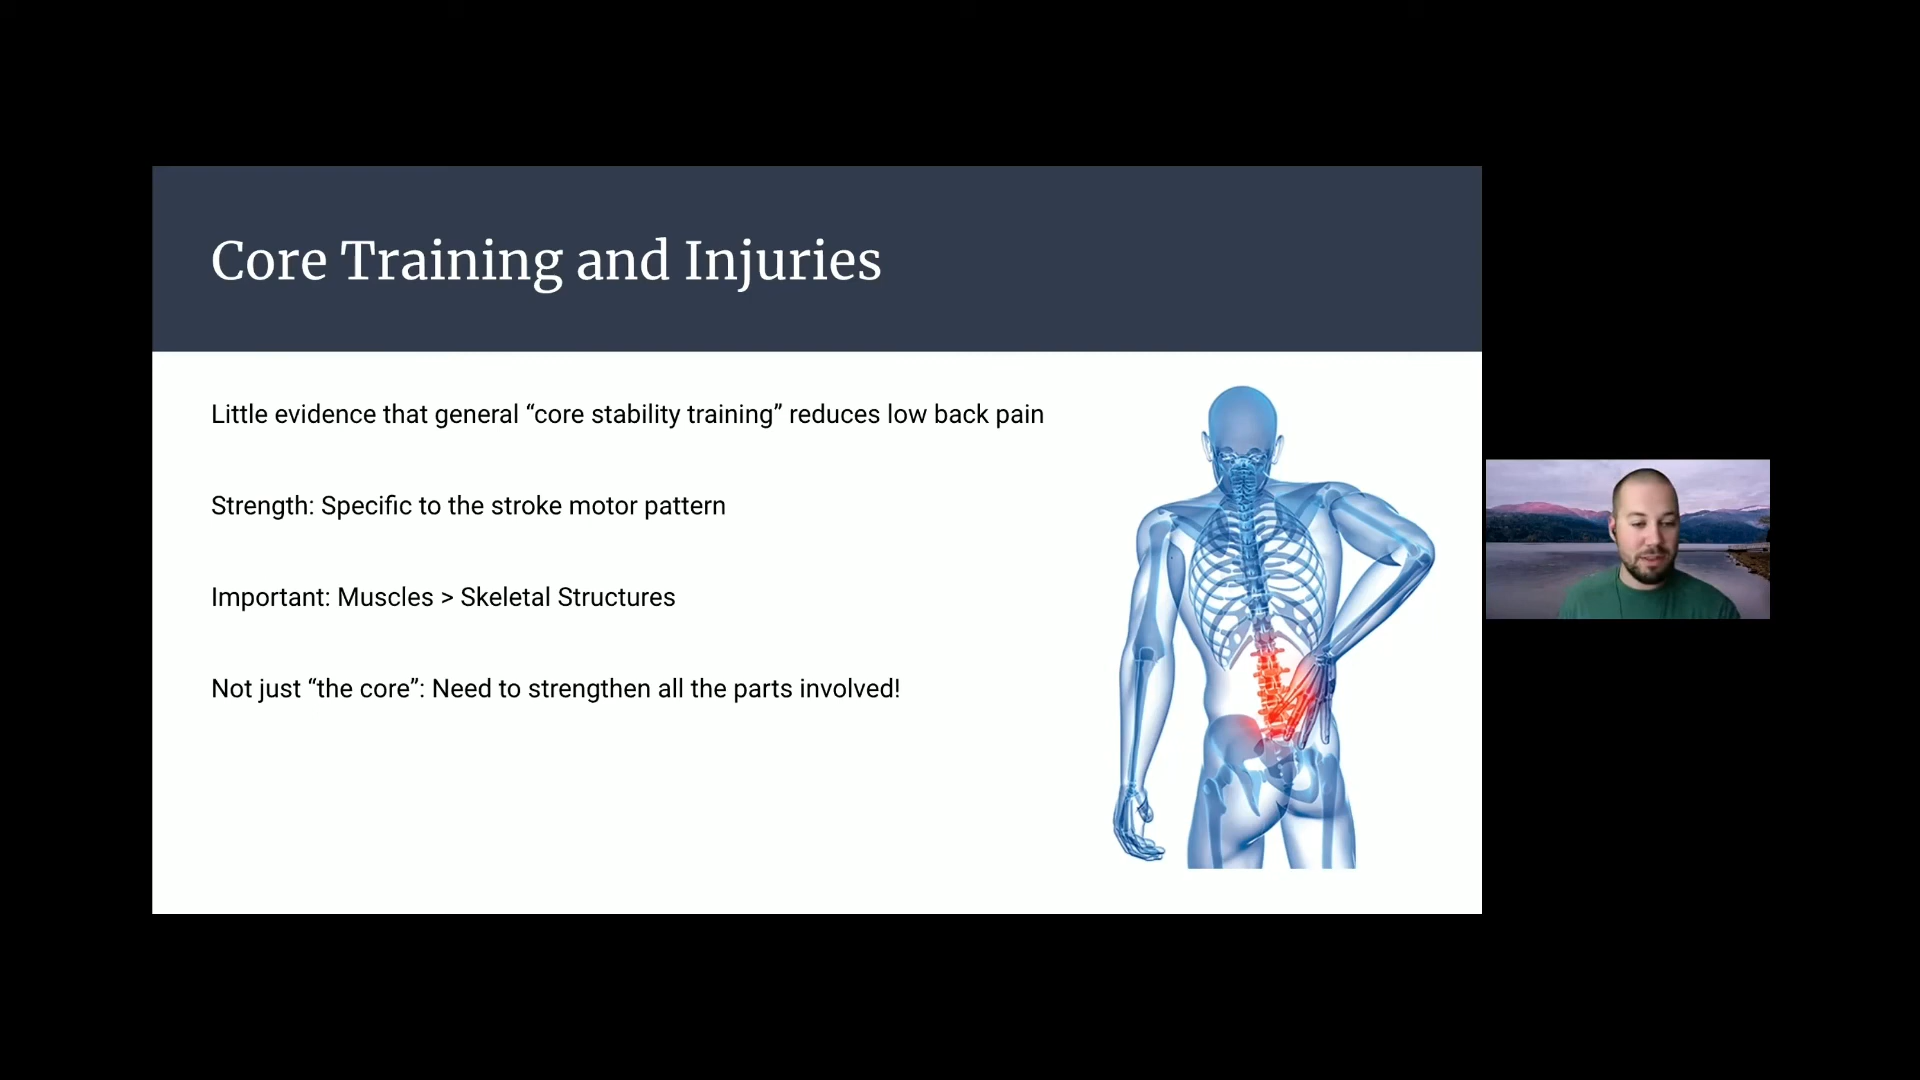 Core Training and Injuries
Little evidence that general “core stability training” reduces low back pain
Strength: Specific to the stroke motor pattern
Important: Muscles > Skeletal Structures
Not just “the core”: Need to strengthen all the parts involved!